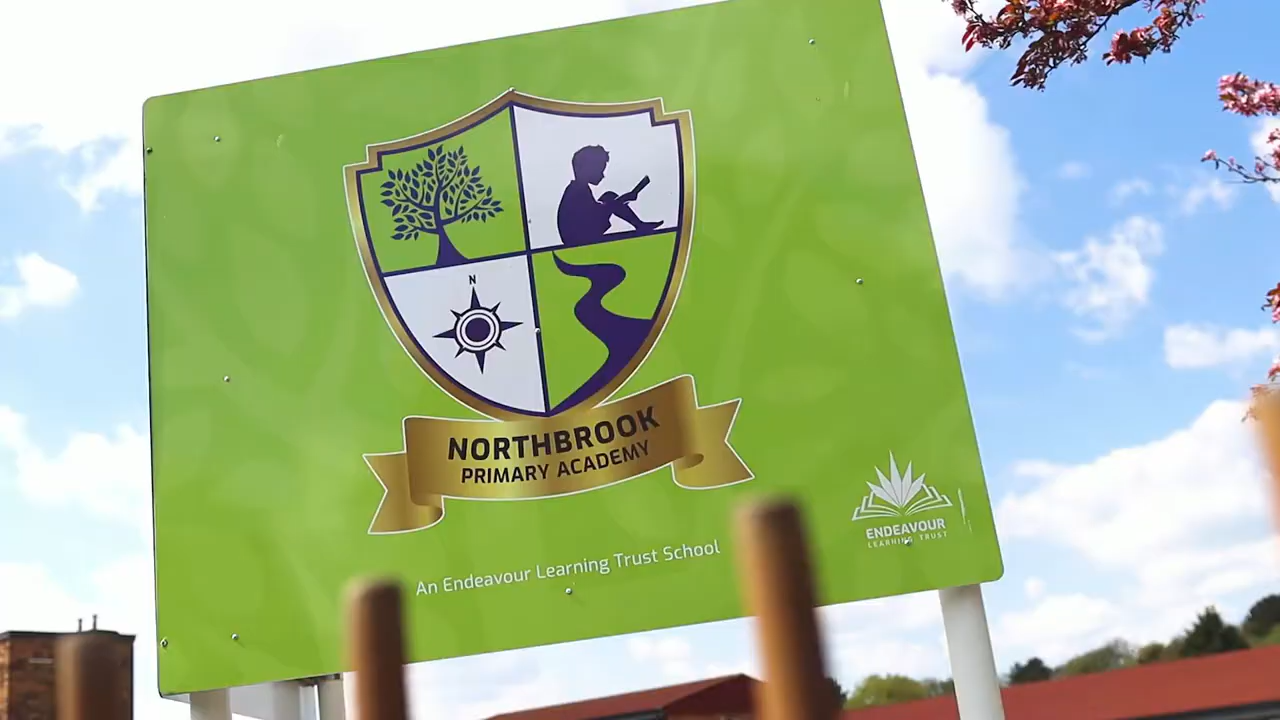 N
NORTHBROOK
PRIMARY ACADEMY
An Endeavour Learning Trust School
ENDEAVOUR
LEARNING TRUST